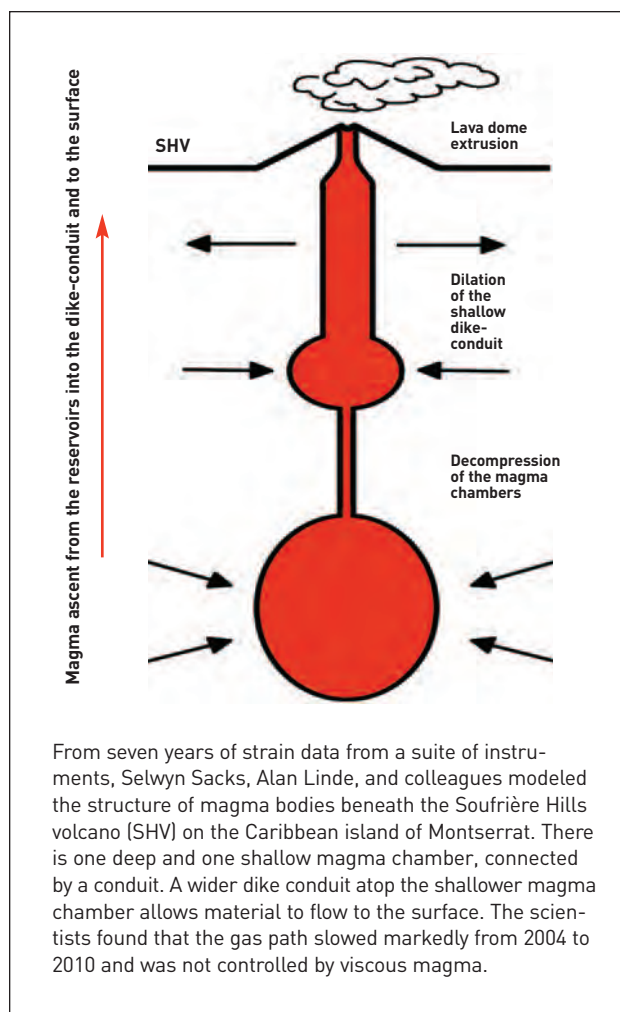 Magma ascent from the reservoirs into the dike-conduit and to the surface
SHV
Lava dome
extrusion
Dilation
of the
shallow
dike-
conduit
Decompression
of the magma
chambers
From seven years of strain data from a suite of instru-
ments, Selwyn Sacks, Alan Linde, and colleagues modeled
the structure of magma bodies beneath the Soufrière Hills
volcano (SHV) on the Caribbean island of Montserrat. There
is one deep and one shallow magma chamber, connected
by a conduit. A wider dike conduit atop the shallower magma
chamber allows material to flow to the surface. The scien-
tists found that the gas path slowed markedly from 2004 to
2010 and was not controlled by viscous magma.